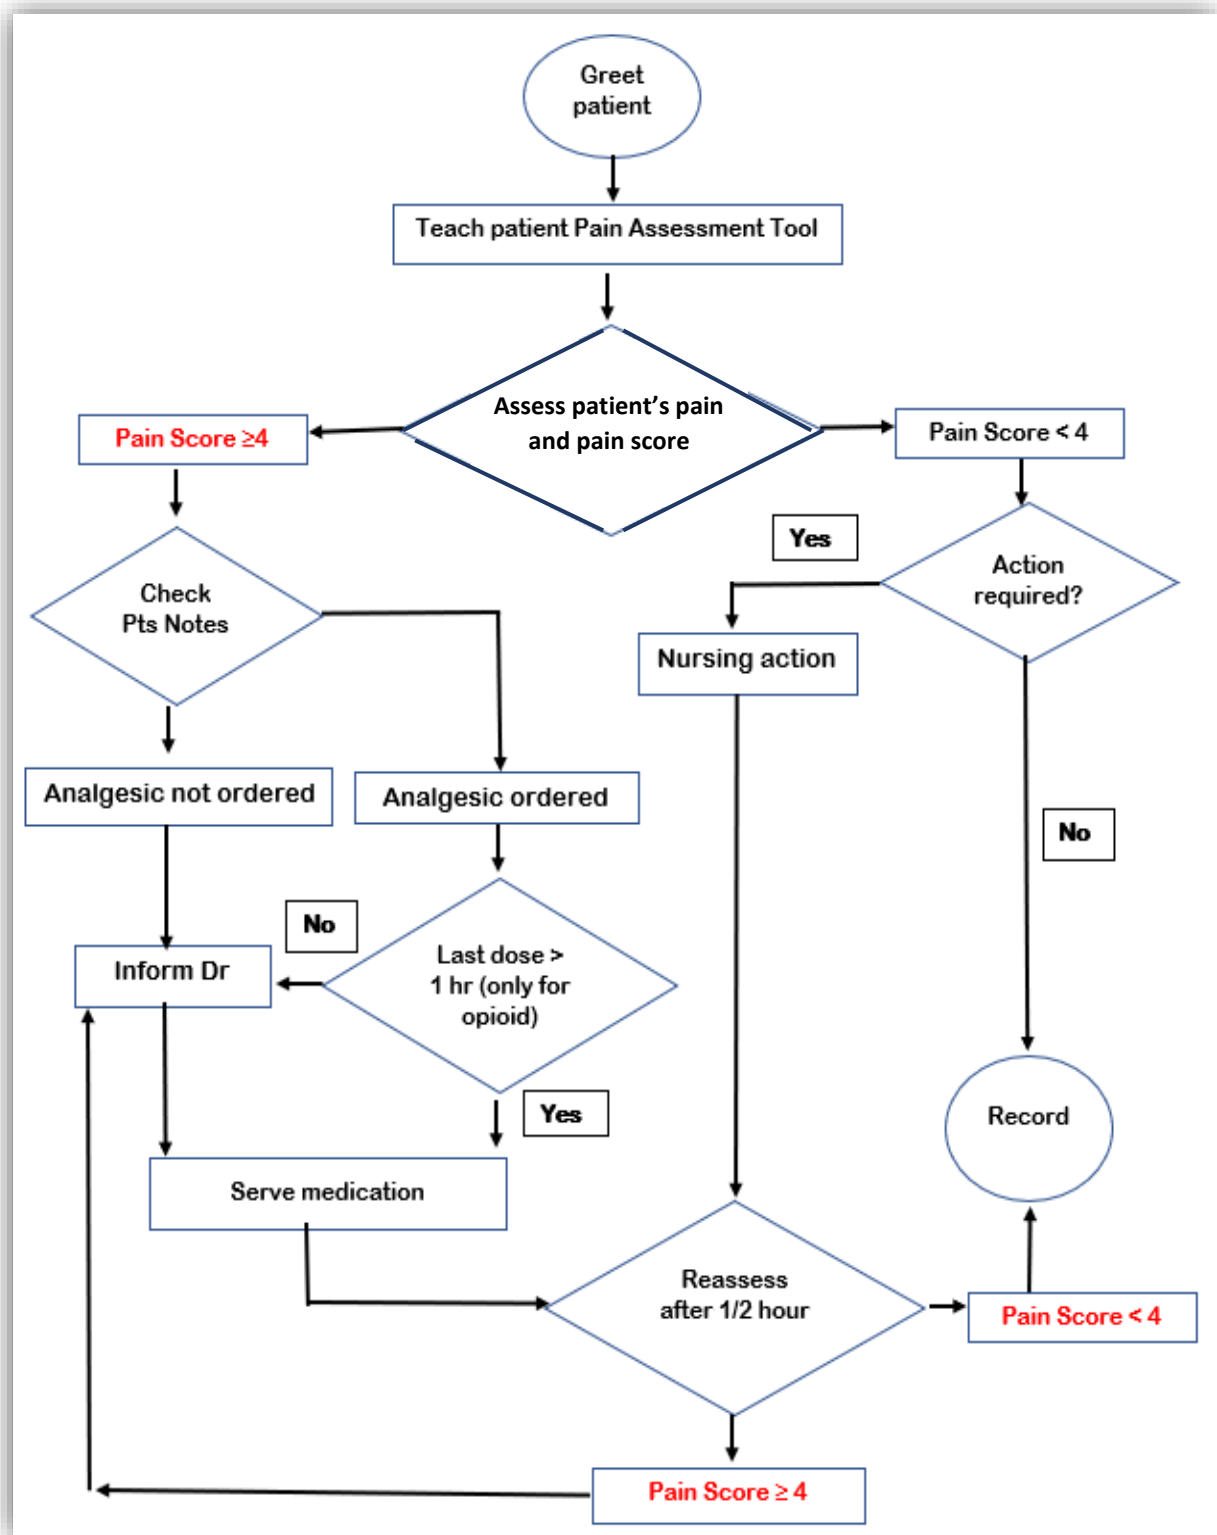 Greet
patient
Teach patient Pain Assessment Tool
Assess patient’s pain
and pain score
Pain Score ≥4
Pain Score < 4
Yes
Action
required?
Check
Pts Notes
Nursing action
Analgesic not ordered
Analgesic ordered
No
No
Last dose >
1 hr (only for
opioid)
Inform Dr
Yes
Record
Serve medication
Reassess
after 1/2 hour
Pain Score < 4
Pain Score ≥ 4